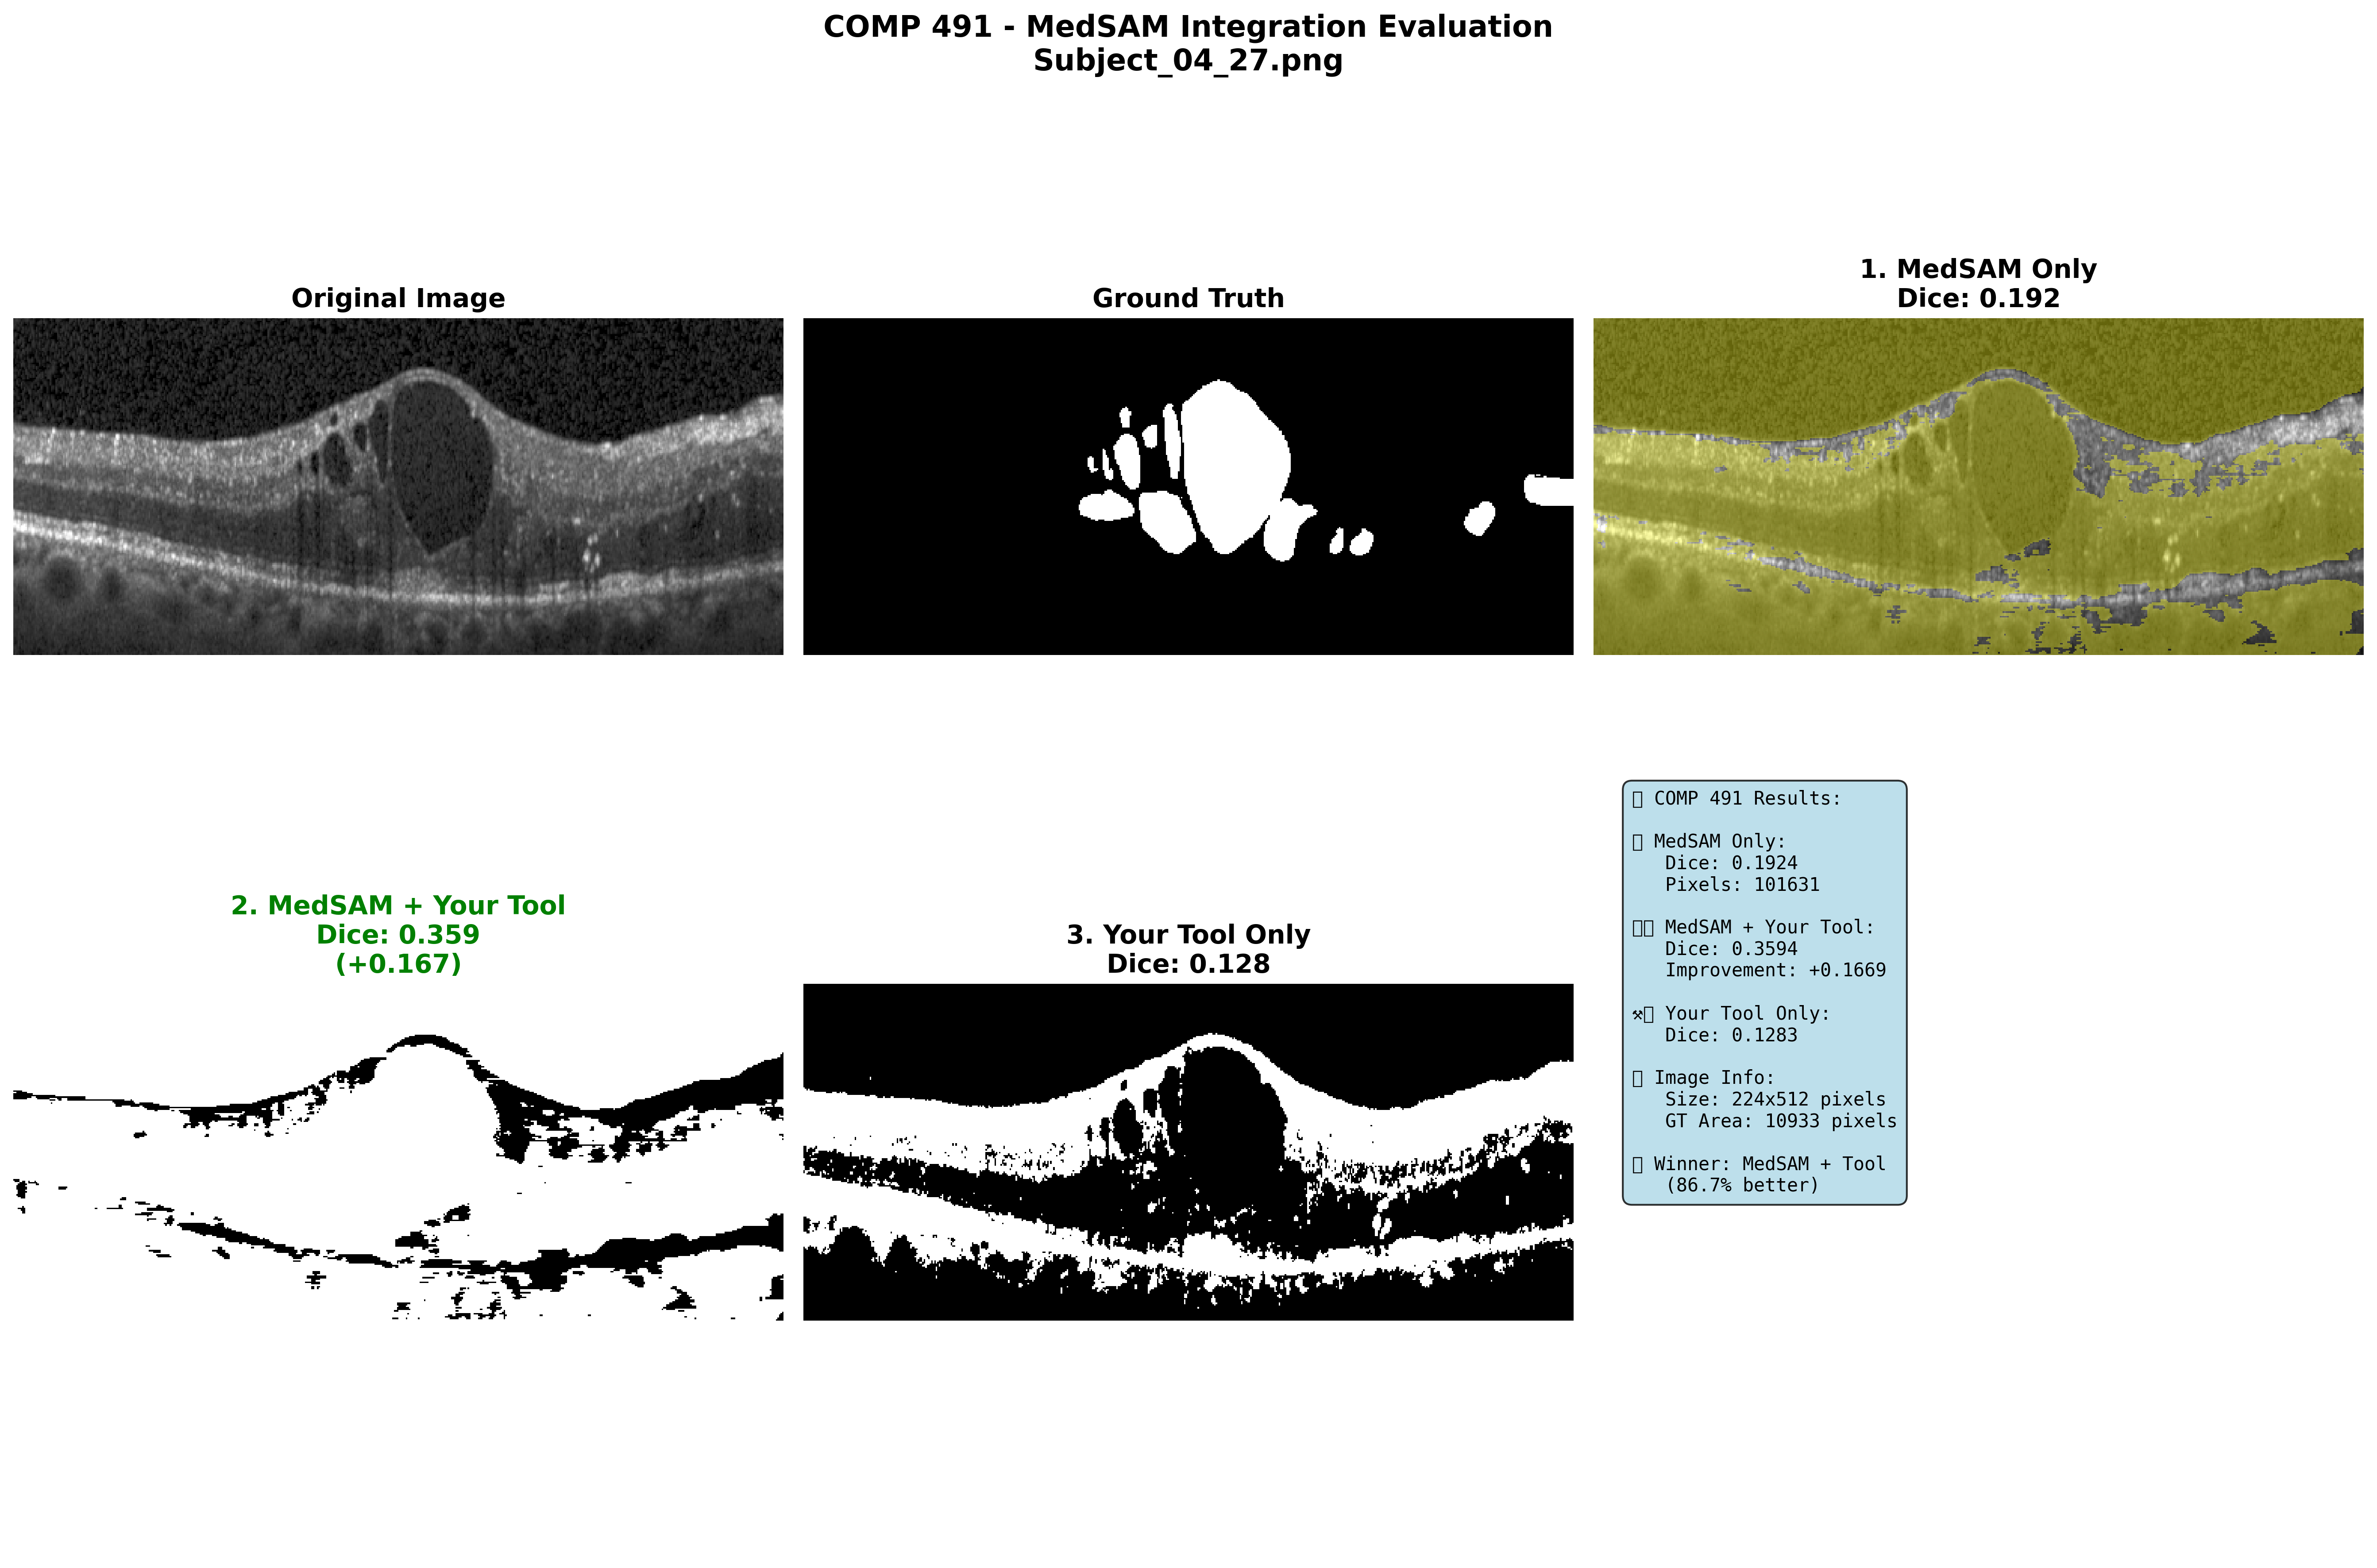 COMP 491 - MedSAM Integration Evaluation
Subject_04_27.png
Original Image
Ground Truth
1. MedSAM Only
Dice: 0.192
2. MedSAM + Your Tool
Dice: 0.359
(+0.167)
3. Your Tool Only
Dice: 0.128
▯ COMP 491 Results:
▯ MedSAM Only:
Dice: 0.1924
Pixels: 101631
▯▯ MedSAM + Your Tool:
Dice: 0.3594
Improvement: +0.1669
⚒▯ Your Tool Only:
Dice: 0.1283
▯ Image Info:
Size: 224x512 pixels
GT Area: 10933 pixels
▯ Winner: MedSAM + Tool
(86.7% better)